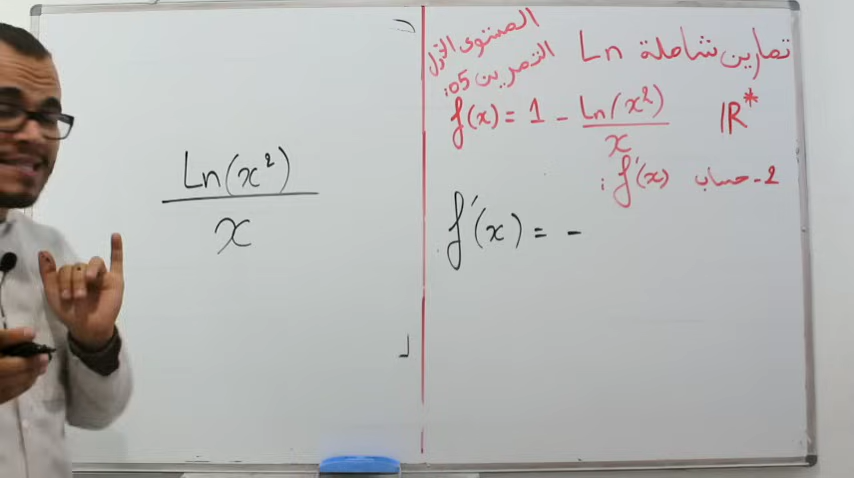 تمارين شاملة Ln
المستوى الأول
التمرين 05:
f(x) = 1 - Ln(x²)/x    IR*
2- حساب f'(x):
f'(x) = -
Ln(x²)
x